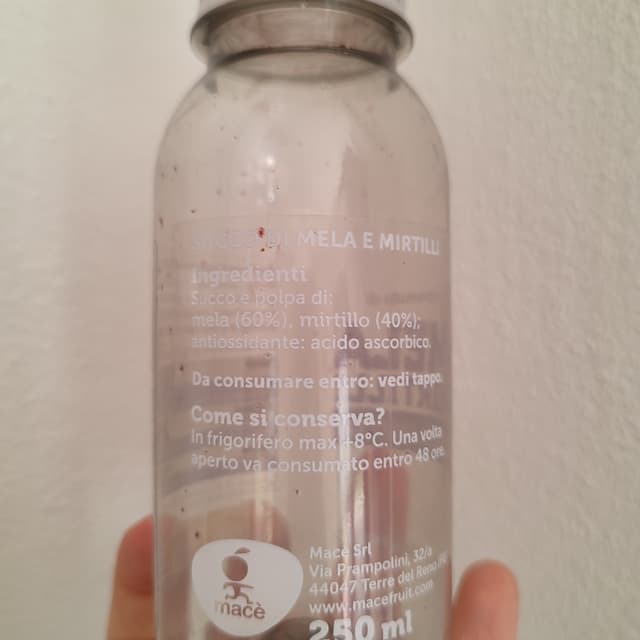 SUCCO DI MELA E MIRTILLI
Ingredienti
Succo e polpa di:
mela (60%), mirtillo (40%);
antiossidante: acido ascorbico.
Da consumare entro: vedi tappo.
Come si conserva?
In frigorifero max +8°C. Una volta
aperto va consumato entro 48 ore.
macè
Macè Srl
Via Prampolini, 32/a
44047 Terre del Reno
www.macefruit.com
250 ml